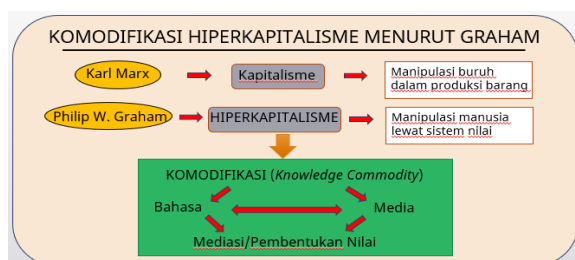 KOMODIFIKASI HIPERKAPITALISME MENURUT GRAHAM
Karl Marx
Kapitalisme
Manipulasi buruh
dalam produksi barang
Philip W. Graham
HIPERKAPITALISME
Manipulasi manusia
lewat sistem nilai
KOMODIFIKASI (Knowledge Commodity)
Bahasa
Media
Mediasi/Pembentukan Nilai